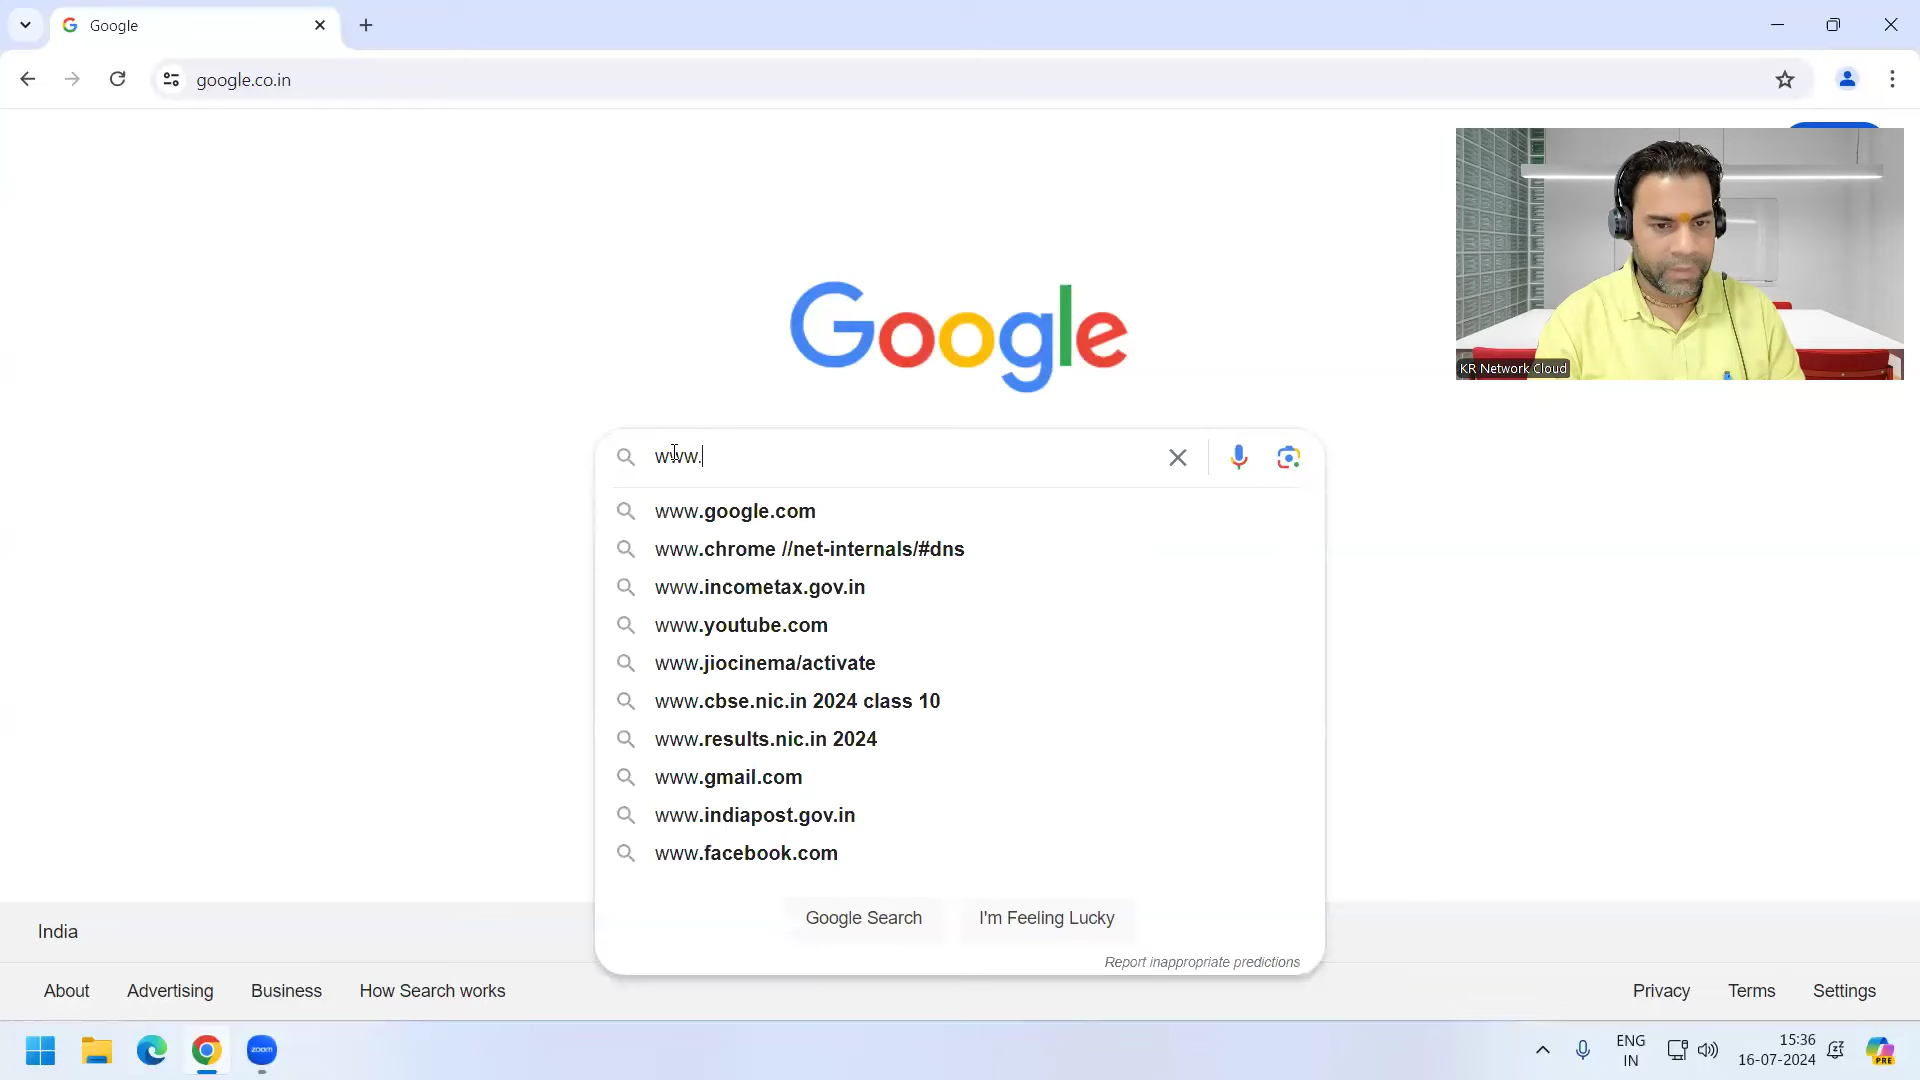 Google
google.co.in
KR Network Cloud
Google
www.
www.google.com
www.chrome //net-internals/#dns
www.incometax.gov.in
www.youtube.com
www.jiocinema/activate
www.cbse.nic.in 2024 class 10
www.results.nic.in 2024
www.gmail.com
www.indiapost.gov.in
www.facebook.com
Google Search I'm Feeling Lucky
Report inappropriate predictions
India
About Advertising Business How Search works Privacy Terms Settings
zoom
ENG
IN
15:36
16-07-2024
PRE